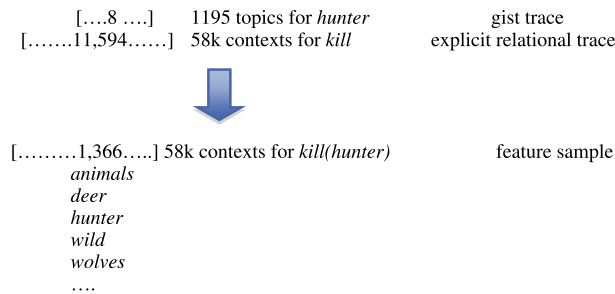 [….8 ….] 1195 topics for hunter gist trace
[…….11,594……] 58k contexts for kill explicit relational trace
[………1,366…..] 58k contexts for kill(hunter) feature sample
animals
deer
hunter
wild
wolves
….